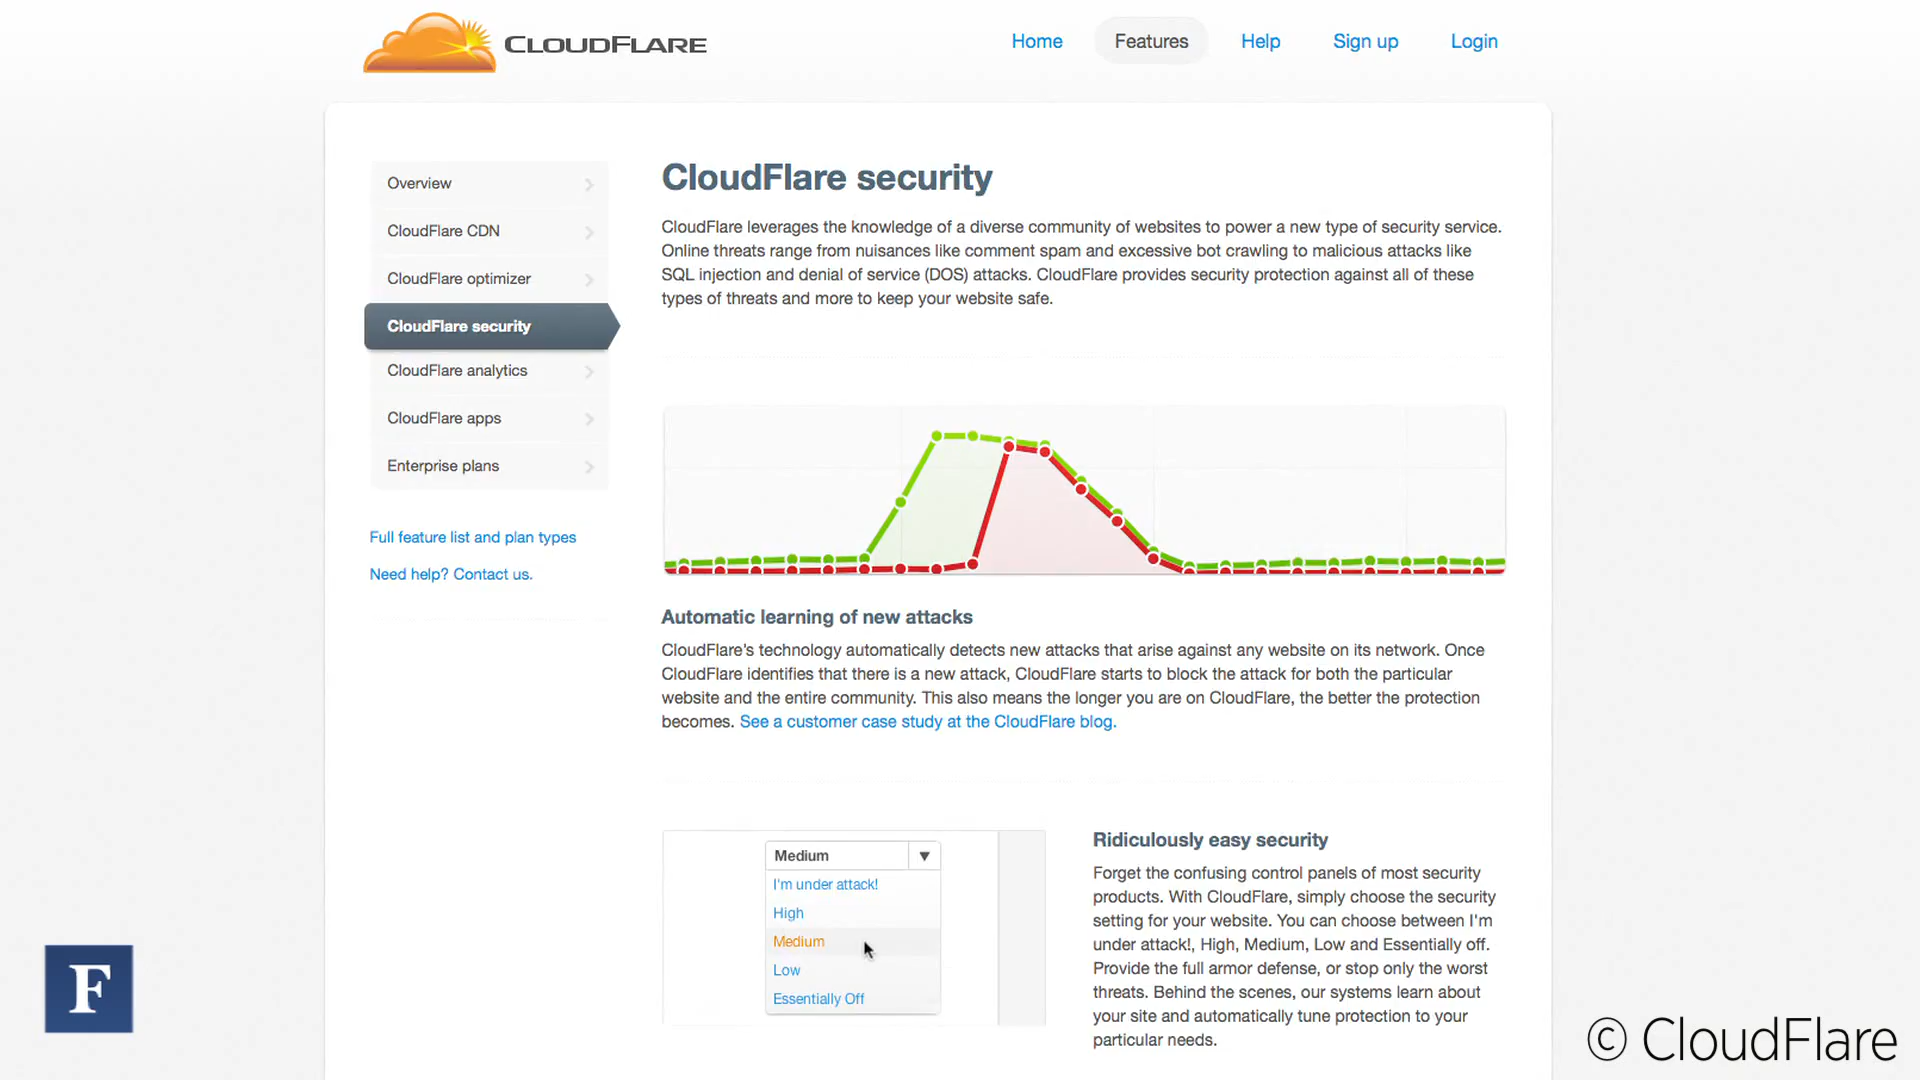 CLOUDFLARE
Home
Features
Help
Sign up
Login
Overview
CloudFlare CDN
CloudFlare optimizer
CloudFlare security
CloudFlare analytics
CloudFlare apps
Enterprise plans
Full feature list and plan types
Need help? Contact us.
CloudFlare security
CloudFlare leverages the knowledge of a diverse community of websites to power a new type of security service.
Online threats range from nuisances like comment spam and excessive bot crawling to malicious attacks like
SQL injection and denial of service (DOS) attacks. CloudFlare provides security protection against all of these
types of threats and more to keep your website safe.
Automatic learning of new attacks
CloudFlare's technology automatically detects new attacks that arise against any website on its network. Once
CloudFlare identifies that there is a new attack, CloudFlare starts to block the attack for both the particular
website and the entire community. This also means the longer you are on CloudFlare, the better the protection
becomes. See a customer case study at the CloudFlare blog.
Medium
I'm under attack!
High
Medium
Low
Essentially Off
Ridiculously easy security
Forget the confusing control panels of most security
products. With CloudFlare, simply choose the security
setting for your website. You can choose between I'm
under attack!, High, Medium, Low and Essentially off.
Provide the full armor defense, or stop only the worst
threats. Behind the scenes, our systems learn about
your site and automatically tune protection to your
particular needs.
F
© CloudFlare